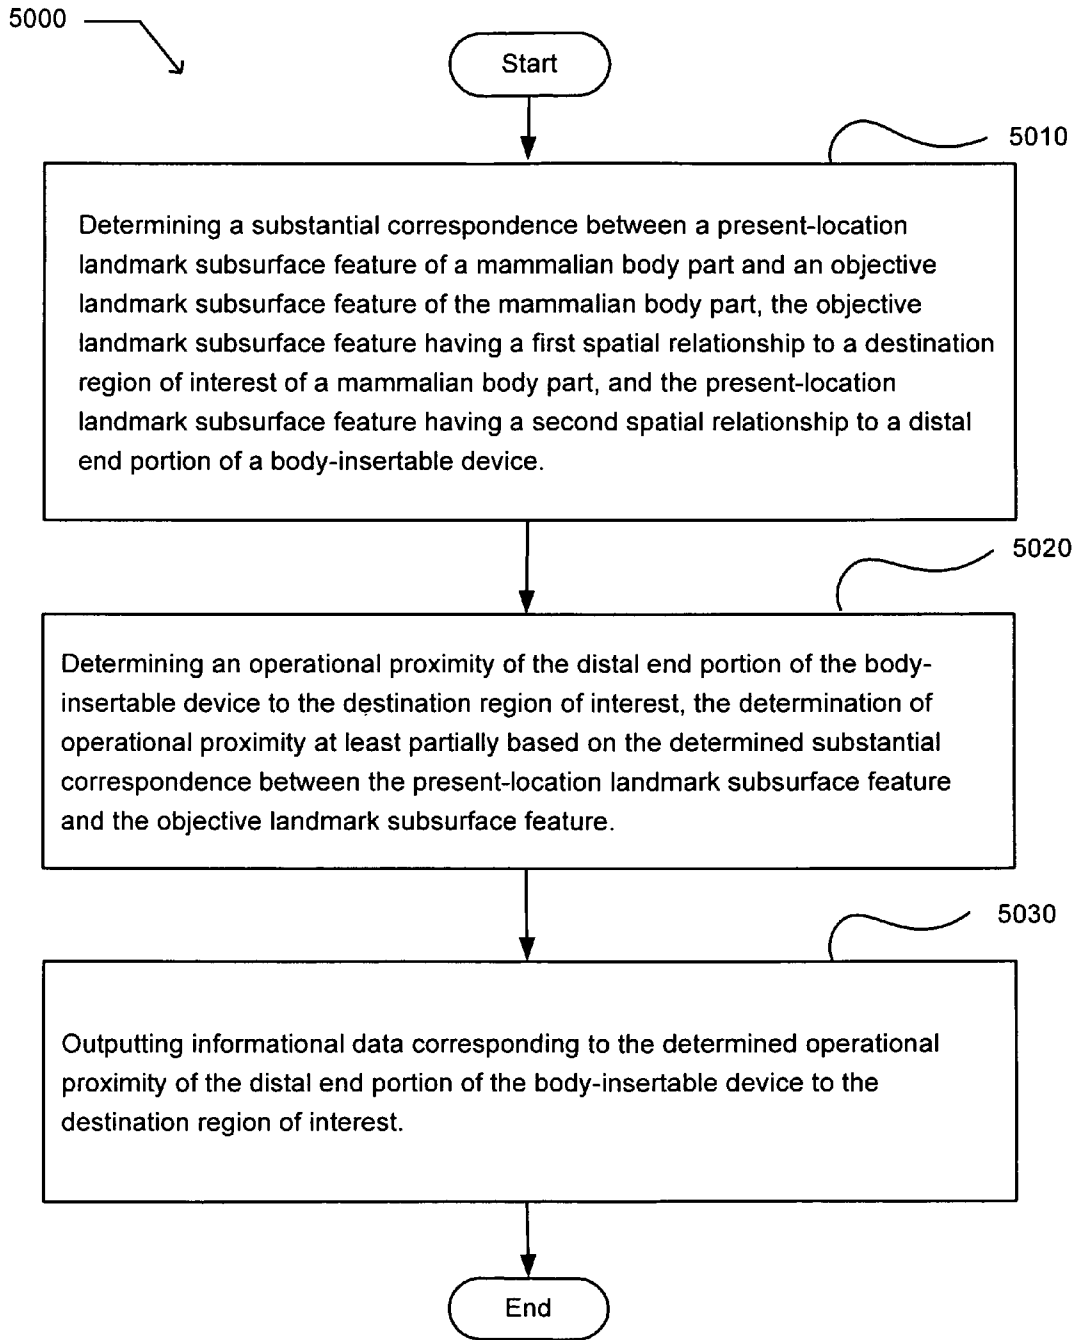 5000
Start
5010
Determining a substantial correspondence between a present-location
landmark subsurface feature of a mammalian body part and an objective
landmark subsurface feature of the mammalian body part, the objective
landmark subsurface feature having a first spatial relationship to a destination
region of interest of a mammalian body part, and the present-location
landmark subsurface feature having a second spatial relationship to a distal
end portion of a body-insertable device.
5020
Determining an operational proximity of the distal end portion of the body-
insertable device to the destination region of interest, the determination of
operational proximity at least partially based on the determined substantial
correspondence between the present-location landmark subsurface feature
and the objective landmark subsurface feature.
5030
Outputting informational data corresponding to the determined operational
proximity of the distal end portion of the body-insertable device to the
destination region of interest.
End